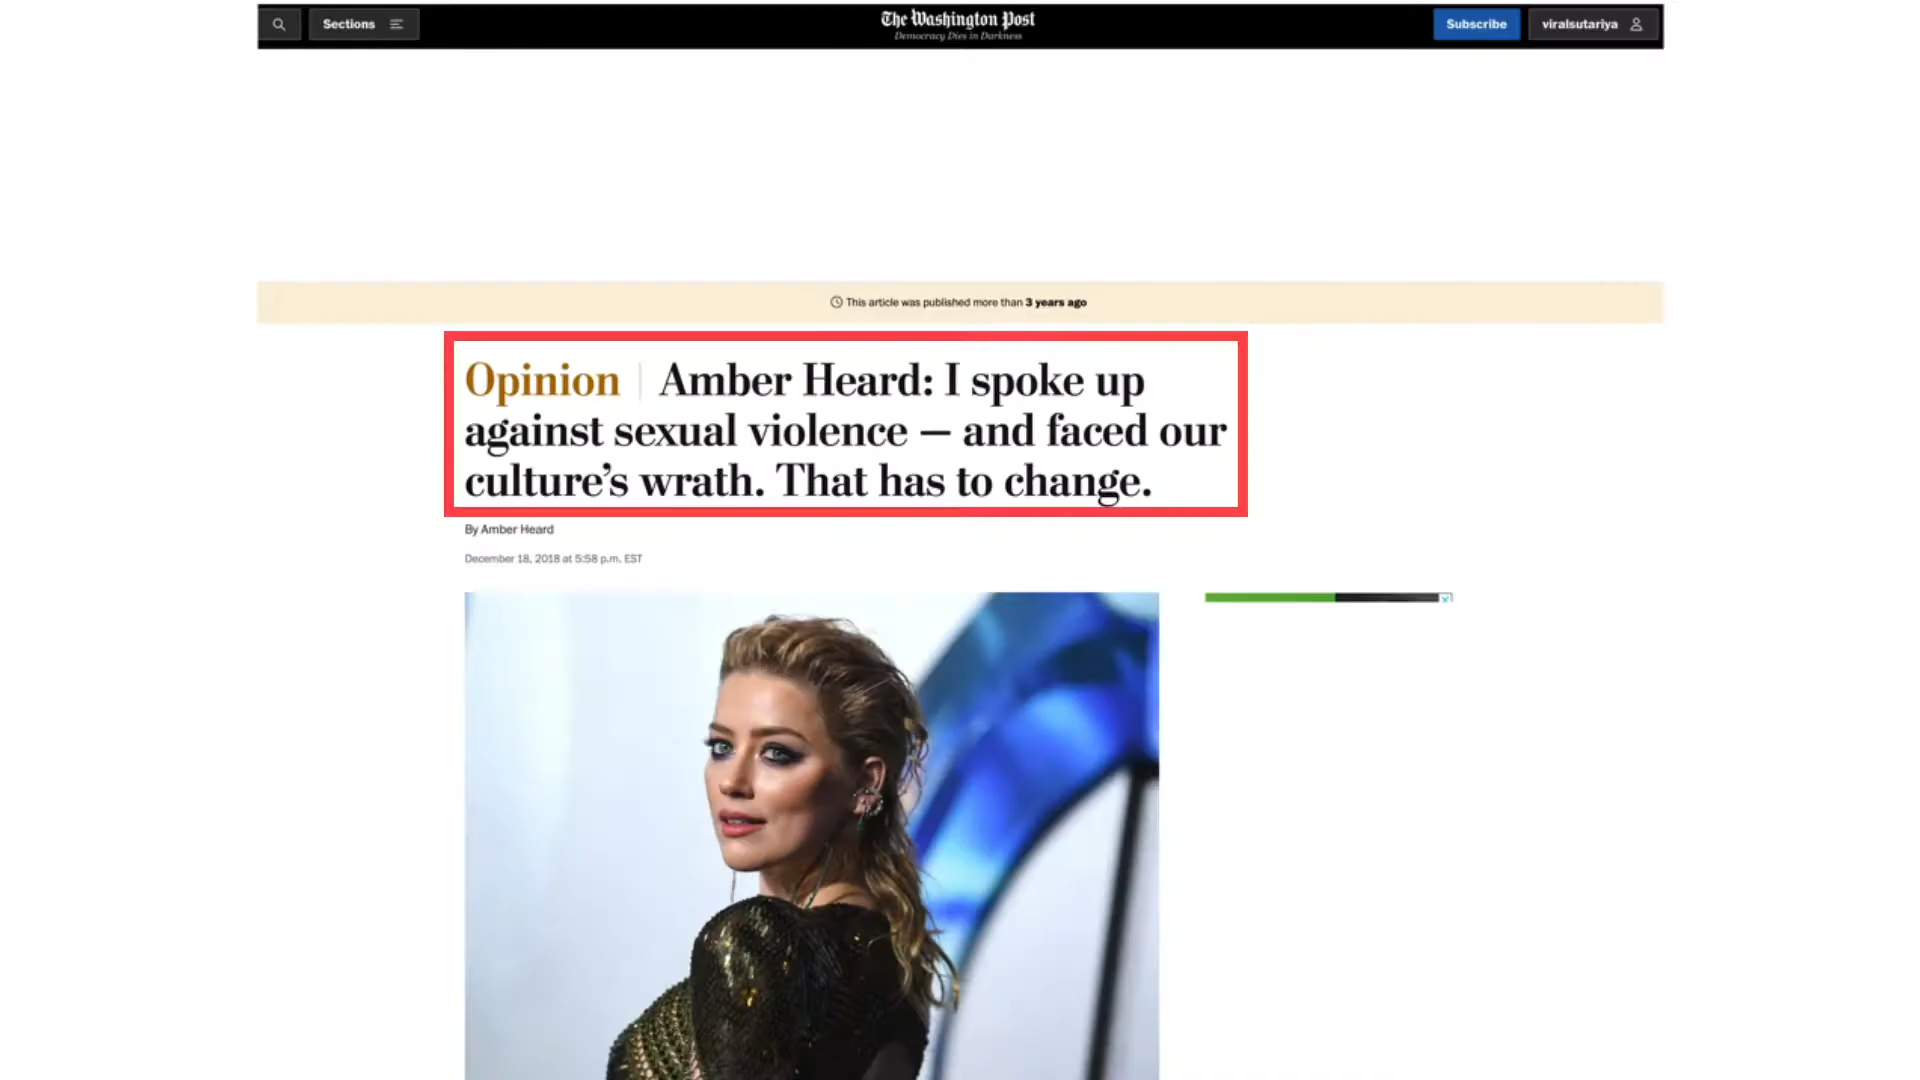 Sections
The Washington Post
Democracy Dies in Darkness
Subscribe
viralsutariya
This article was published more than 3 years ago
Opinion | Amber Heard: I spoke up
against sexual violence — and faced our
culture’s wrath. That has to change.
By Amber Heard
December 18, 2018 at 5:58 p.m. EST